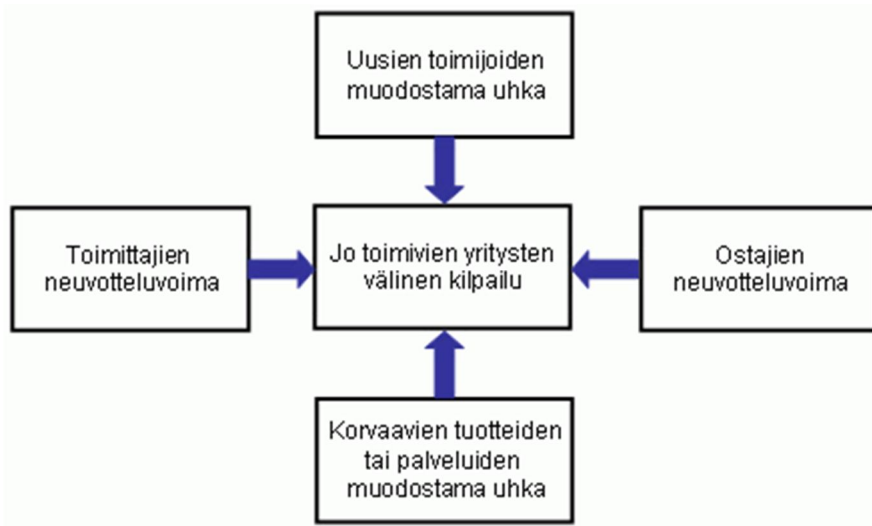 Uusien toimijoiden
muodostama uhka
Toimittajien
neuvotteluvoima
Jo toimivien yritysten
välinen kilpailu
Ostajien
neuvotteluvoima
Korvaavien tuotteiden
tai palveluiden
muodostama uhka